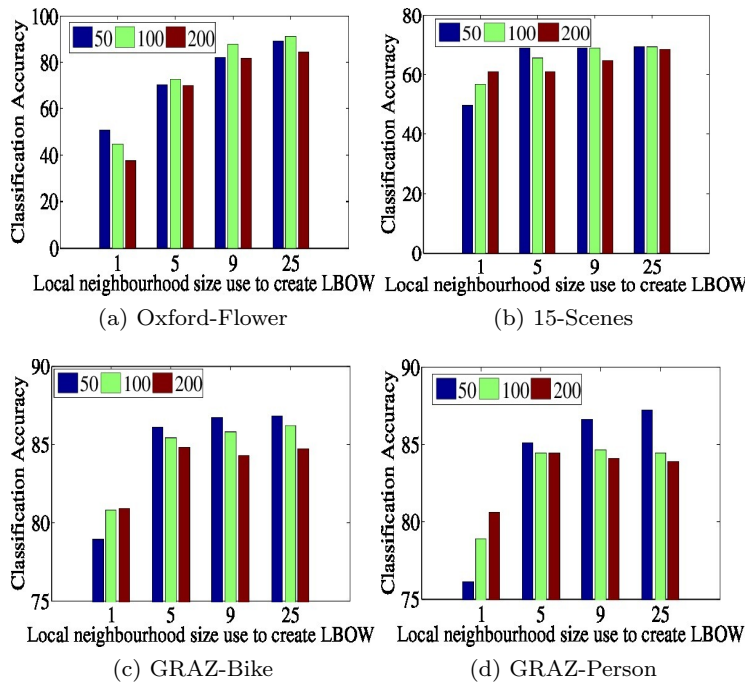 Classification Accuracy
100
80
60
40
20
0
50 100 200
1 5 9 25
Local neighbourhood size use to create LBOW
(a) Oxford-Flower
Classification Accuracy
80
60
40
20
0
50 100 200
1 5 9 25
Local neighbourhood size use to create LBOW
(b) 15-Scenes
Classification Accuracy
90
85
80
75
50 100 200
1 5 9 25
Local neighbourhood size use to create LBOW
(c) GRAZ-Bike
Classification Accuracy
90
85
80
75
50 100 200
1 5 9 25
Local neighbourhood size use to create LBOW
(d) GRAZ-Person